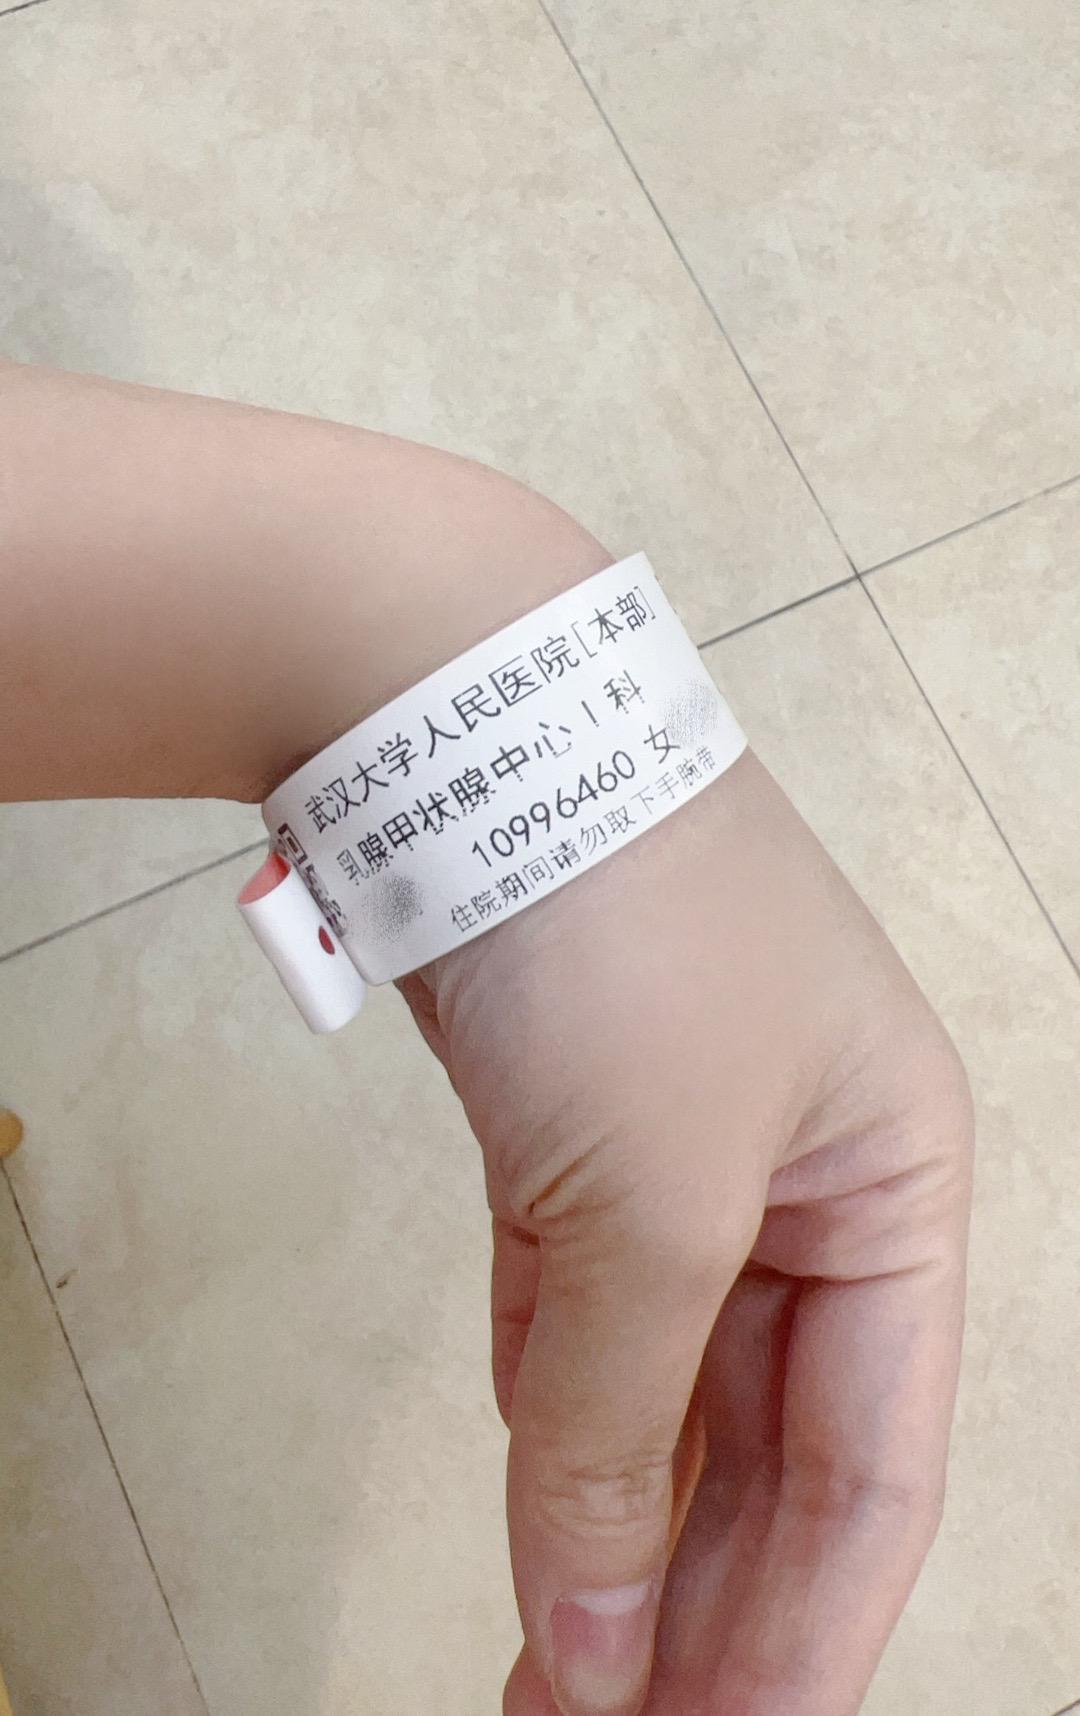 武汉大学人民医院[本部]
乳腺甲状腺中心 I 科
10996460 女
住院期间请勿取下手腕带